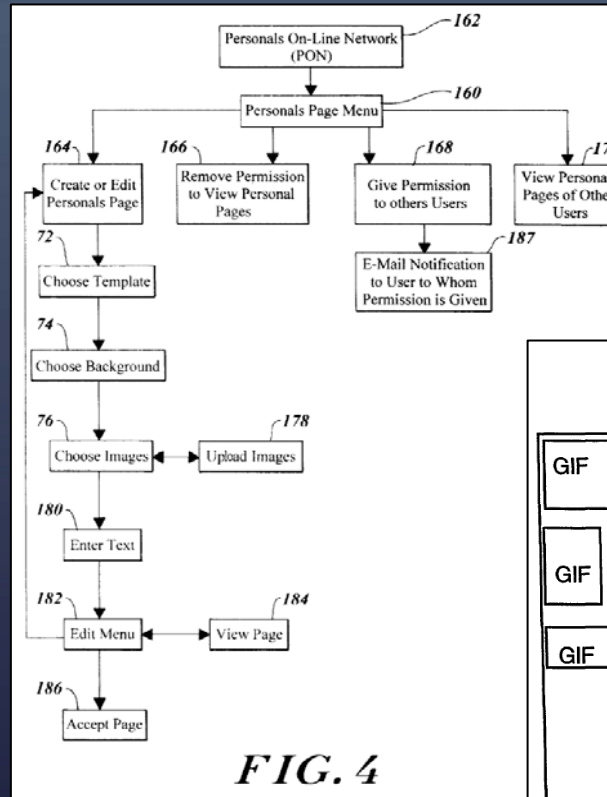 162
Personals On-Line Network
(PON)
160
Personals Page Menu
164
Create or Edit
Personals Page
166
Remove Permission
to View Personal
Pages
168
Give Permission
to others Users
17
View Persona
Pages of Othe
Users
187
E-Mail Notification
to User to Whom
Permission is Given
72
Choose Template
74
Choose Background
76
Choose Images
178
Upload Images
180
Enter Text
182
Edit Menu
184
View Page
186
Accept Page
GIF
GIF
GIF
FIG. 4